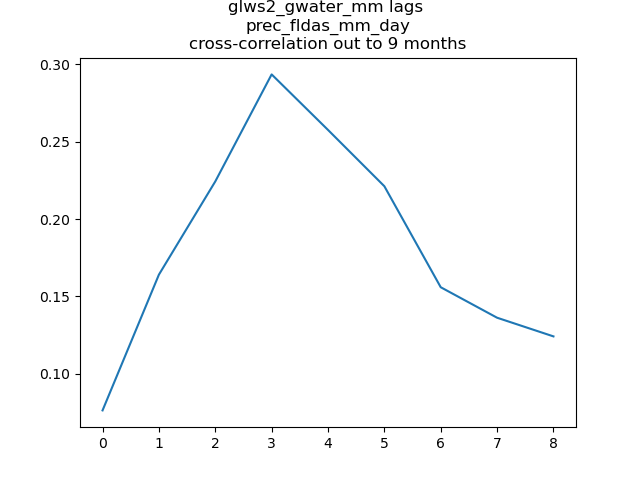 glws2_gwater_mm lags
prec_fldas_mm_day
cross-correlation out to 9 months
0.30
0.25
0.20
0.15
0.10
0 1 2 3 4 5 6 7 8